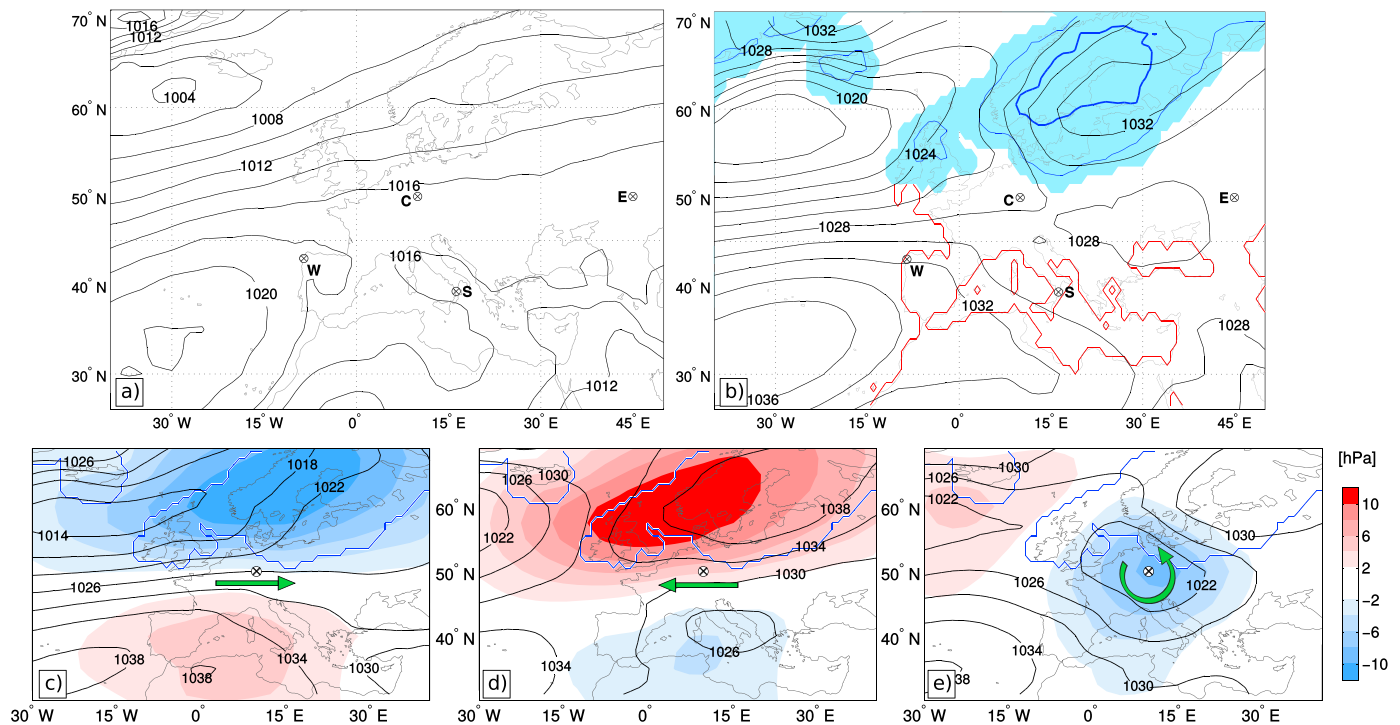 70° N
60° N
50° N
40° N
30° N
1016
1012
1004
1008
1012
1016
C
E
W
1016
S
1020
1012
a)
30° W
15° W
0°
15° E
30° E
45° E
70° N
60° N
50° N
40° N
30° N
1032
1028
1020
1024
1032
C
E
1028
1028
W
S
1032
1028
1036
b)
30° W
15° W
0°
15° E
30° E
45° E
1026
1018
1022
1014
1026
1038
1034
1030
1036
c)
30° W
15° W
0°
15° E
30° E
60° N
50° N
40° N
1026
1030
1022
1038
1034
1030
1034
1026
d)
30° W
15° W
0°
15° E
30° E
60° N
50° N
40° N
1030
1026
1022
1030
1026
1022
1034
1030
38
e)
30° W
15° W
0°
15° E
30° E
[hPa]
10
6
2
−2
−6
−10